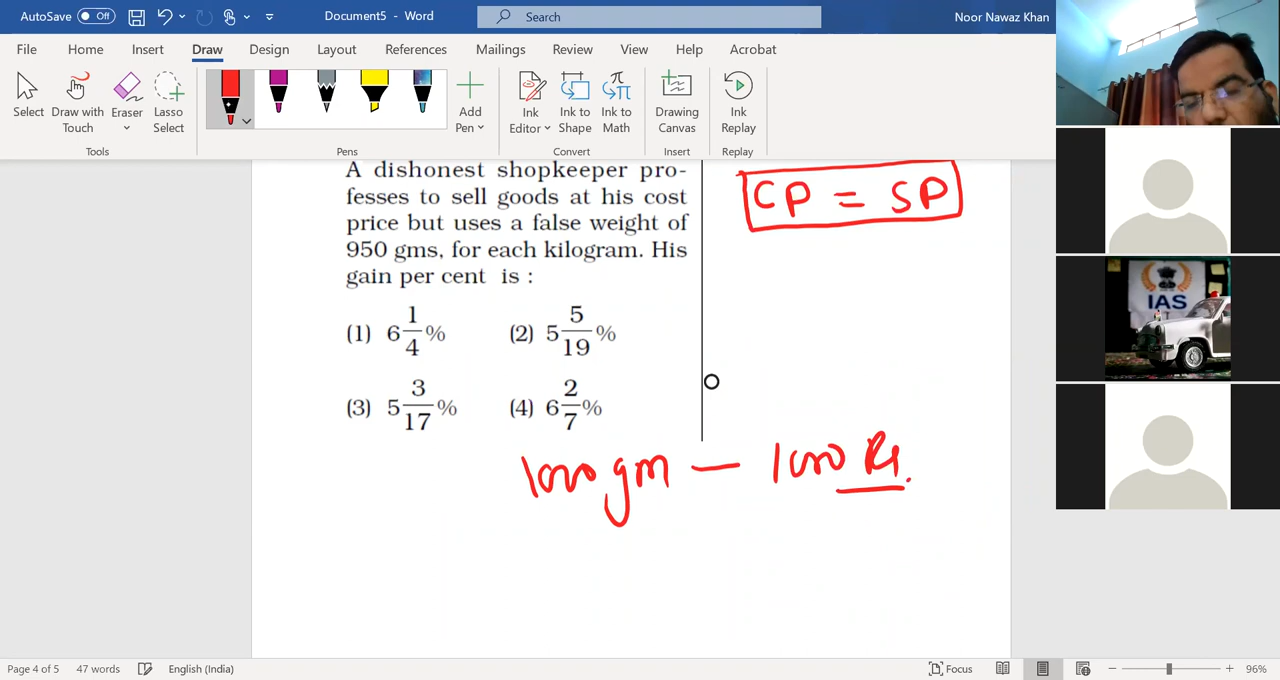 AutoSave Off Document5 - Word Search Noor Nawaz Khan
File Home Insert Draw Design Layout References Mailings Review View Help Acrobat
Select Draw with Touch Eraser Lasso Select Add Pen Ink Editor Ink to Shape Ink to Math Drawing Canvas Ink Replay
Tools Pens Convert Insert Replay
A dishonest shopkeeper pro-
fesses to sell goods at his cost
price but uses a false weight of
950 gms, for each kilogram. His
gain per cent is :
(1) 6 1/4 % (2) 5 5/19 %
(3) 5 3/17 % (4) 6 2/7 %
CP = SP
1000 gm — 1000 Rs.
IAS
Page 4 of 5 47 words English (India) Focus 96%